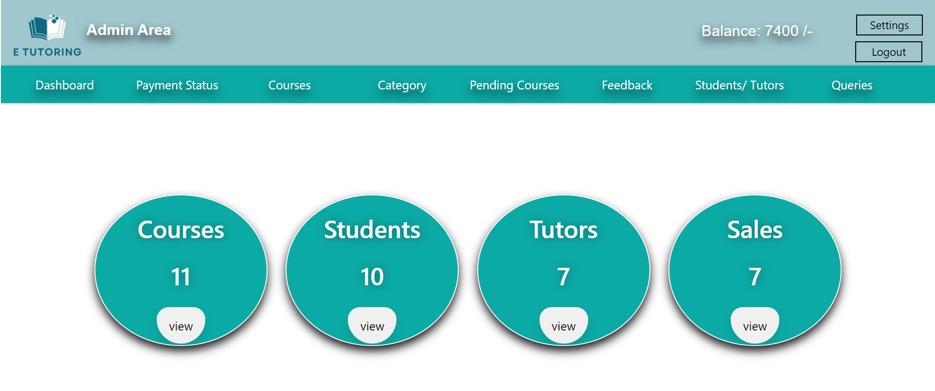 E TUTORING
Admin Area
Balance: 7400 /-
Settings
Logout
Dashboard Payment Status Courses Category Pending Courses Feedback Students/ Tutors Queries
Courses Students Tutors Sales
11 10 7 7
view view view view